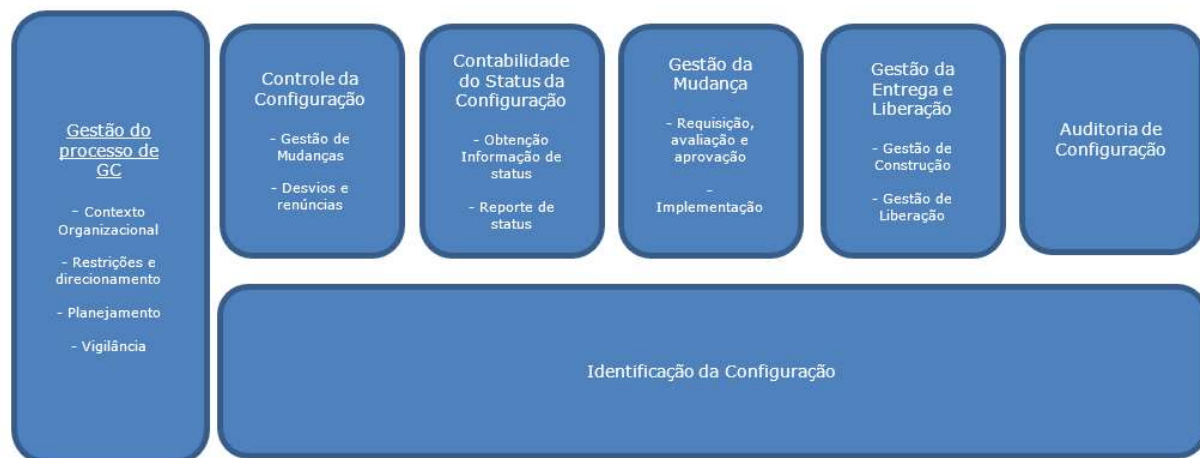 Gestão do
processo de
GC
- Contexto
Organizacional
- Restrições e
direcionamento
- Planejamento
- Vigilância
Controle da
Configuração
- Gestão de
Mudanças
- Desvios e
renúncias
Contabilidade
do Status da
Configuração
- Obtenção
Informação de
status
- Reporte de
status
Gestão da
Mudança
- Requisição,
avaliação e
aprovação
-
Implementação
Gestão da
Entrega e
Liberação
- Gestão de
Construção
- Gestão de
Liberação
Auditoria de
Configuração
Identificação da Configuração